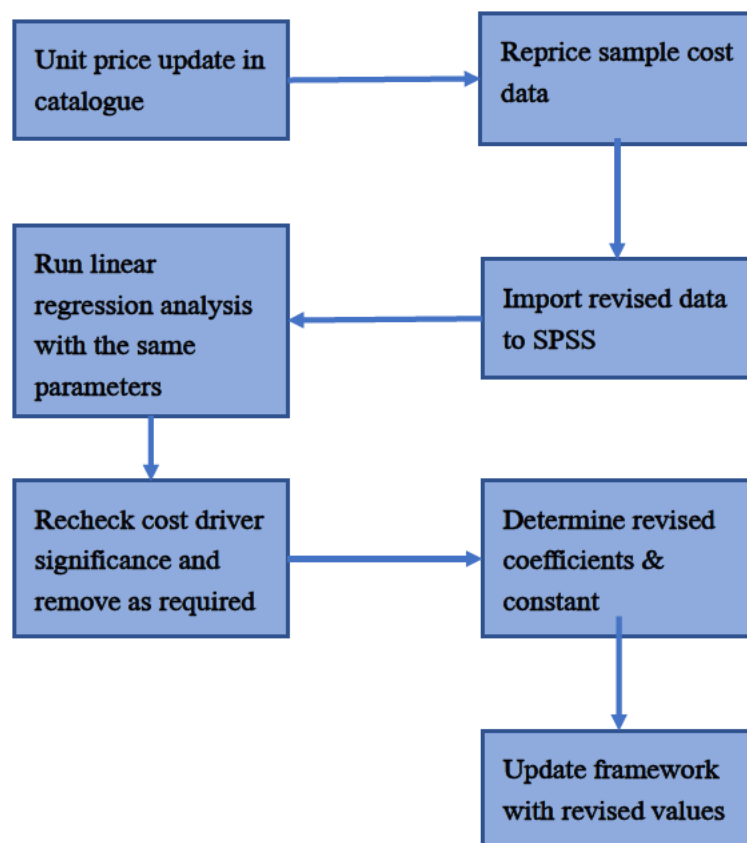 Unit price update in
catalogue
Reprice sample cost
data
Import revised data
to SPSS
Run linear
regression analysis
with the same
parameters
Recheck cost driver
significance and
remove as required
Determine revised
coefficients &
constant
Update framework
with revised values